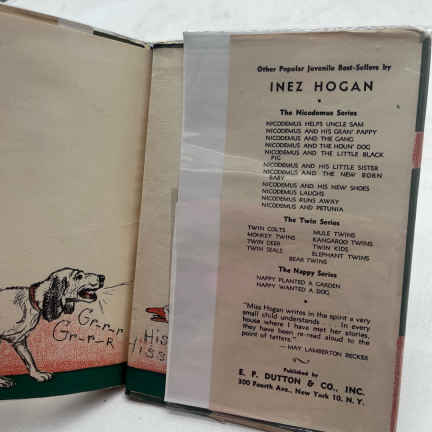 Gr-r-r
Gr-r-R
His
Hiss
Other Popular Juvenile Best-Sellers by
INEZ HOGAN
The Nicodemus Series
NICODEMUS HELPS UNCLE SAM
NICODEMUS AND HIS GRAN' PAPPY
NICODEMUS AND THE GANG
NICODEMUS AND THE HOUN' DOG
NICODEMUS AND THE LITTLE BLACK
PIG
NICODEMUS AND HIS LITTLE SISTER
NICODEMUS AND THE NEW BORN
BABY
NICODEMUS AND HIS NEW SHOES
NICODEMUS LAUGHS
NICODEMUS RUNS AWAY
NICODEMUS AND PETUNIA
The Twin Series
TWIN COLTS MULE TWINS
MONKEY TWINS KANGAROO TWINS
TWIN DEER TWIN KIDS
TWIN SEALS ELEPHANT TWINS
BEAR TWINS
The Nappy Series
NAPPY PLANTED A GARDEN
NAPPY WANTED A DOG
"Miss Hogan writes in the spirit a very
small child understands . . . In every
house where I have met her stories,
they have been re-read aloud to the
point of tatters."
— MAY LAMBERTON BECKER
Published by
E. P. DUTTON & CO., INC.
300 Fourth Ave., New York 10, N. Y.